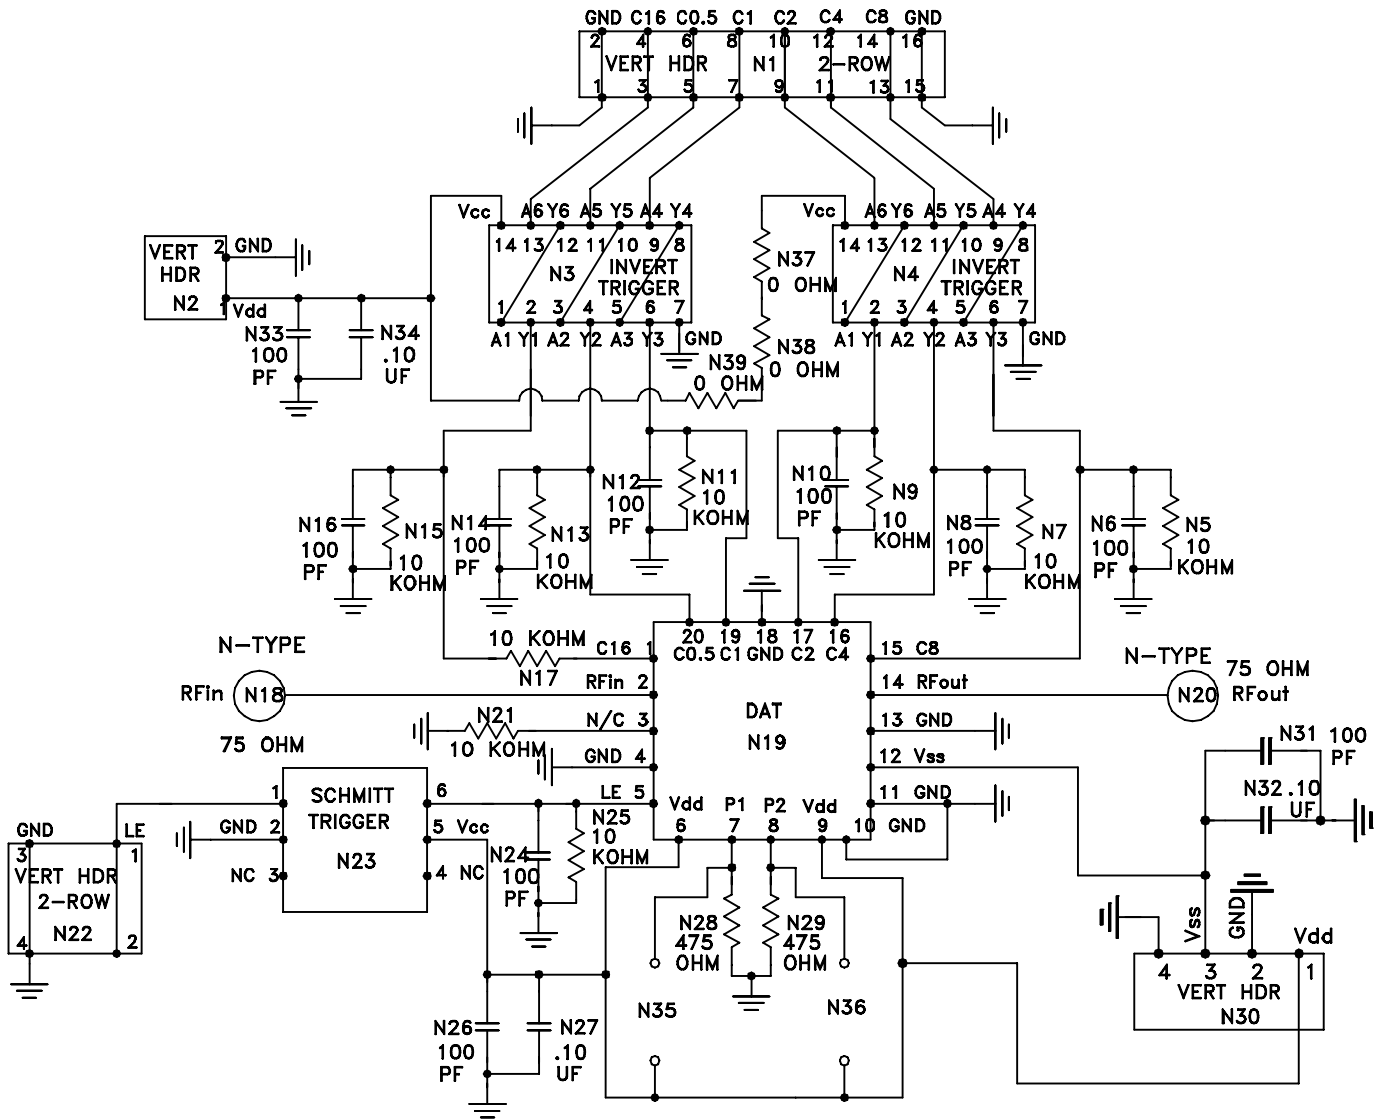 GND C16 C0.5 C1 C2 C4 C8 GND
2 4 6 8 10 12 14 16
VERT HDR N1 2-ROW
1 3 5 7 9 11 13 15
Vcc A6 Y6 A5 Y5 A4 Y4
14 13 12 11 10 9 8
N3 INVERT
TRIGGER
1 2 3 4 5 6 7
A1 Y1 A2 Y2 A3 Y3 GND
Vcc A6 Y6 A5 Y5 A4 Y4
14 13 12 11 10 9 8
N4 INVERT
TRIGGER
1 2 3 4 5 6 7
A1 Y1 A2 Y2 A3 Y3 GND
VERT 2 GND
HDR
N2 1 Vdd
N33
100
PF
N34
.10
UF
N37
0 OHM
N38
0 OHM
N39
0 OHM
N16
100
PF
N15
10
KOHM
N14
100
PF
N13
10
KOHM
N12
100
PF
N11
10
KOHM
N10
100
PF
N9
10
KOHM
N8
100
PF
N7
10
KOHM
N6
100
PF
N5
10
KOHM
20 19 18 17 16
C0.5 C1 GND C2 C4
10 KOHM
N17
C16 1
15 C8
N-TYPE
RFin N18
75 OHM
RFin 2
14 RFout
N-TYPE
75 OHM
N20 RFout
N21
10 KOHM
N/C 3
13 GND
DAT
N19
GND 4
12 Vss
LE 5
11 GND
Vdd P1 P2 Vdd
6 7 8 9 10 GND
N31 100
PF
N32 .10
UF
1 SCHMITT 6
TRIGGER
GND 2 5 Vcc
N23
NC 3 4 NC
GND LE
3 1
VERT HDR
2-ROW
N22
4 2
N24
100
PF
N25
10
KOHM
N28
475
OHM
N29
475
OHM
N35
N36
N26
100
PF
N27
.10
UF
Vss GND Vdd
4 3 2 1
VERT HDR
N30